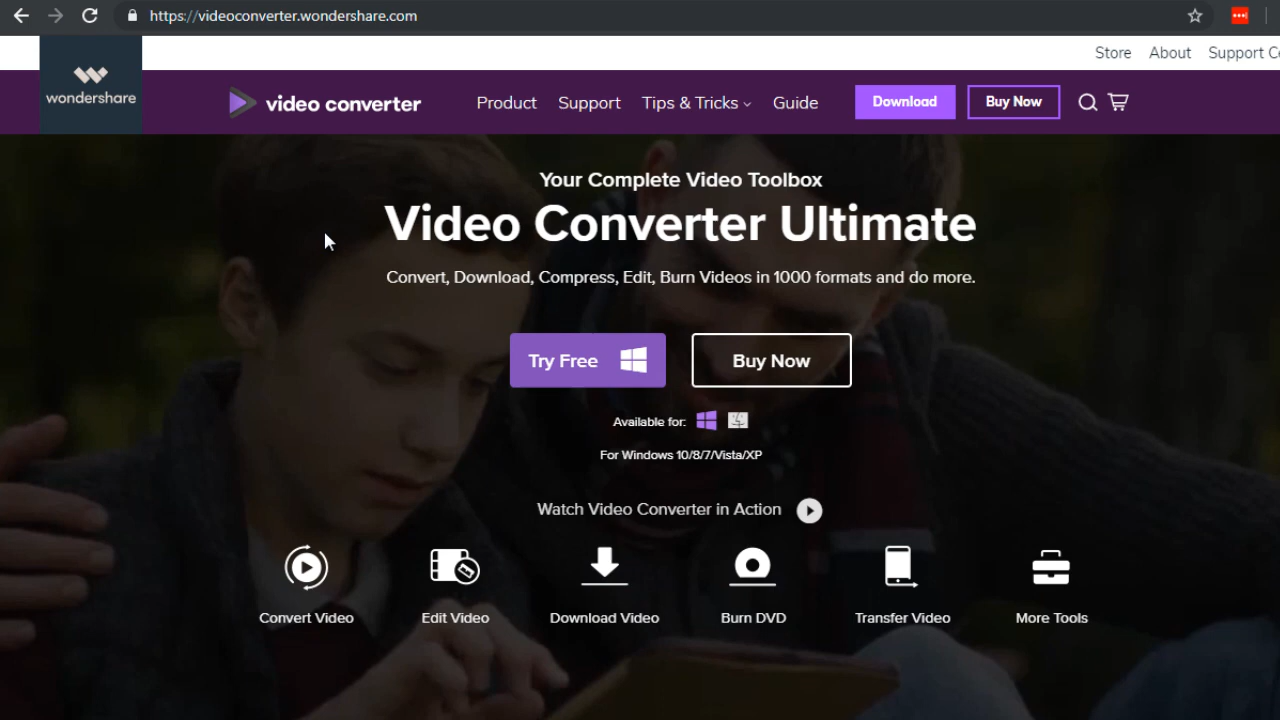 https://videoconverter.wondershare.com
Store About Support C
wondershare
video converter Product Support Tips & Tricks Guide Download Buy Now
Your Complete Video Toolbox
Video Converter Ultimate
Convert, Download, Compress, Edit, Burn Videos in 1000 formats and do more.
Try Free Buy Now
Available for:
For Windows 10/8/7/Vista/XP
Watch Video Converter in Action
Convert Video Edit Video Download Video Burn DVD Transfer Video More Tools